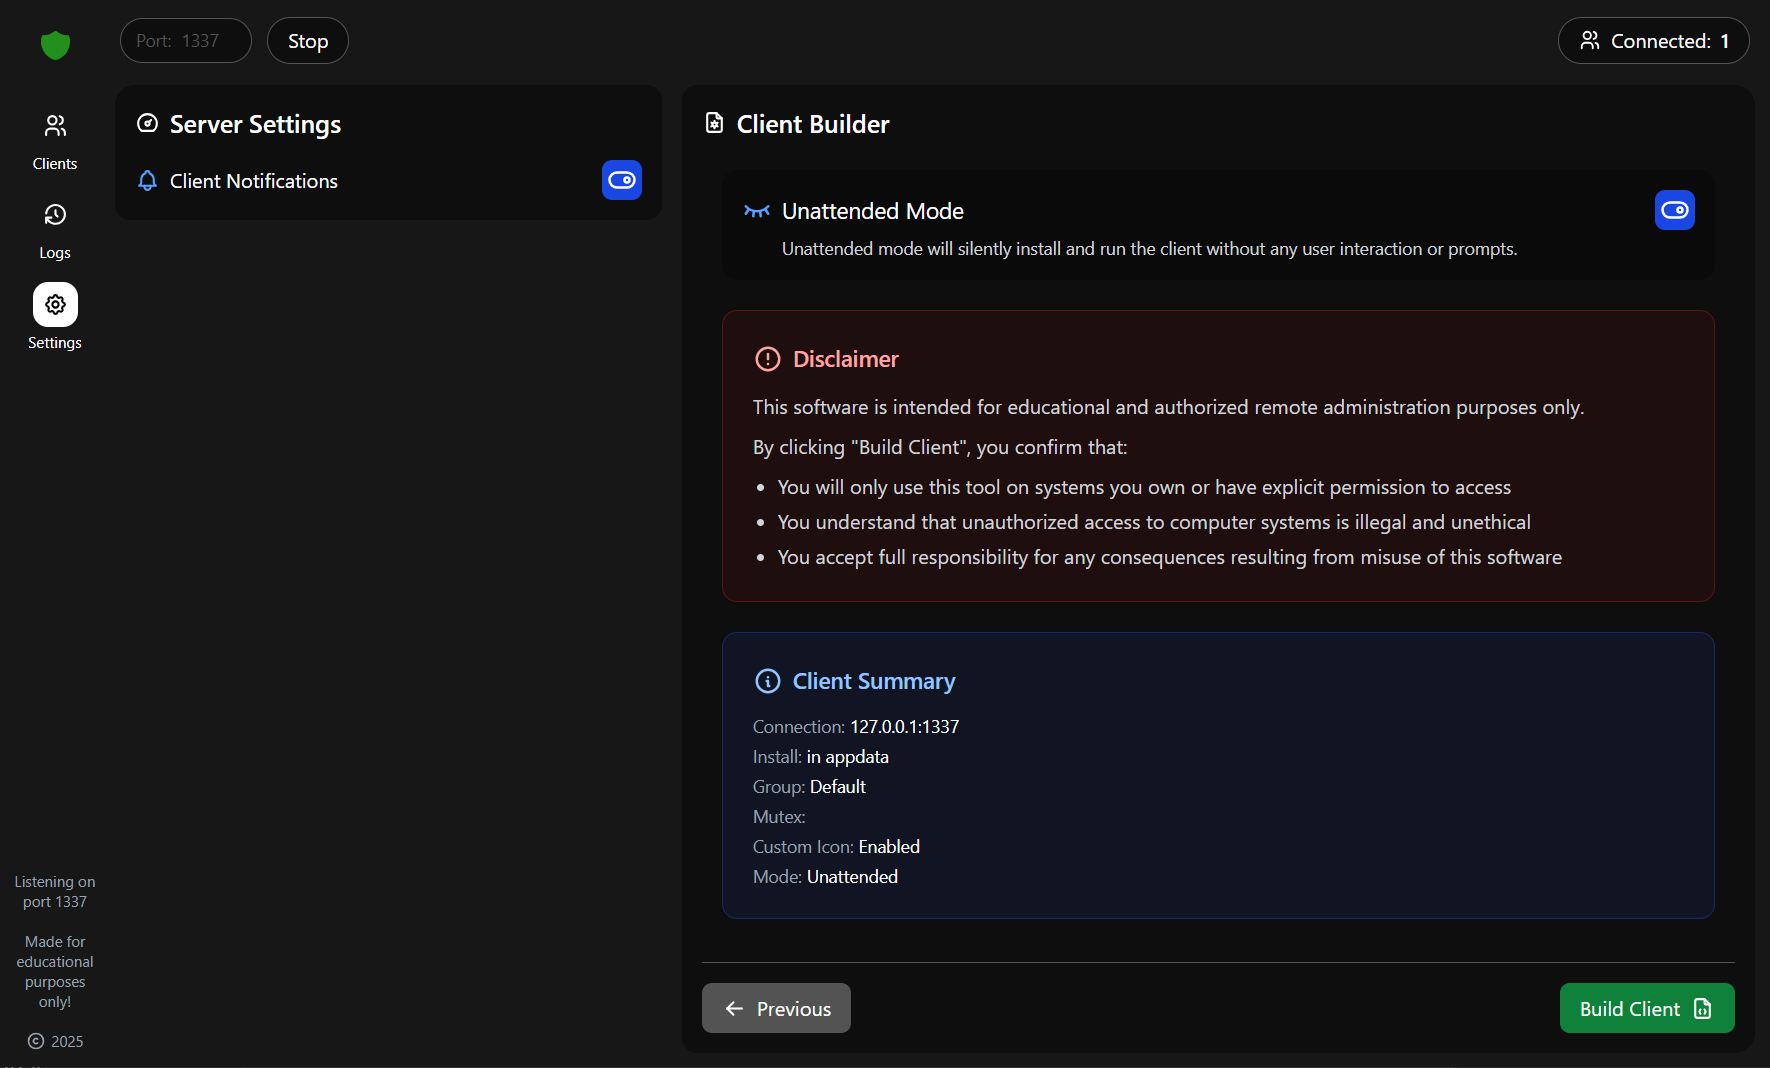 Port: 1337
Stop
Connected: 1
Clients
Logs
Settings
Listening on
port 1337
Made for
educational
purposes
only!
© 2025
Server Settings
Client Notifications
Client Builder
Unattended Mode
Unattended mode will silently install and run the client without any user interaction or prompts.
Disclaimer
This software is intended for educational and authorized remote administration purposes only.
By clicking "Build Client", you confirm that:
• You will only use this tool on systems you own or have explicit permission to access
• You understand that unauthorized access to computer systems is illegal and unethical
• You accept full responsibility for any consequences resulting from misuse of this software
Client Summary
Connection: 127.0.0.1:1337
Install: in appdata
Group: Default
Mutex:
Custom Icon: Enabled
Mode: Unattended
Previous
Build Client